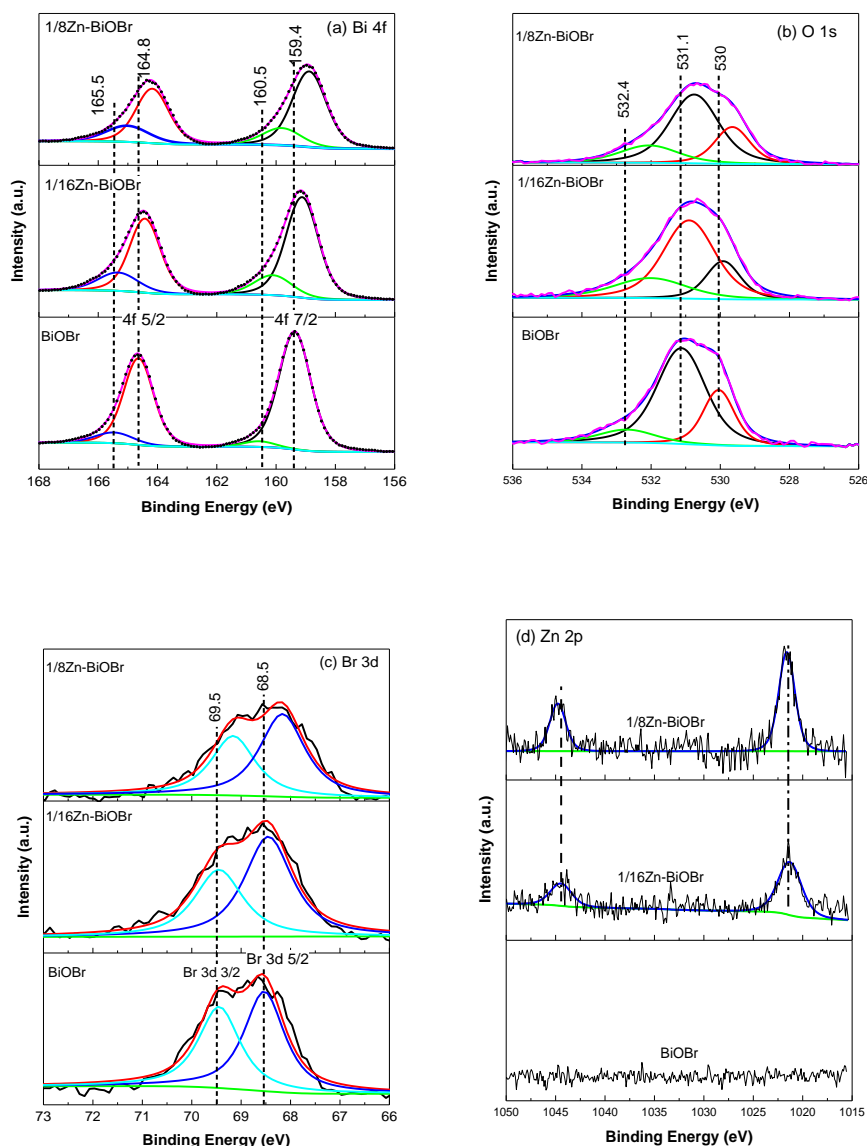 1/8Zn-BiOBr
(a) Bi 4f
165.5
164.8
160.5
159.4
1/16Zn-BiOBr
4f 5/2
4f 7/2
BiOBr
168 166 164 162 160 158 156
Binding Energy (eV)
Intensity (a.u.)
(b) O 1s
1/8Zn-BiOBr
532.4
531.1
530
1/16Zn-BiOBr
BiOBr
536 534 532 530 528 526
Binding Energy (eV)
Intensity (a.u.)
(c) Br 3d
1/8Zn-BiOBr
69.5
68.5
1/16Zn-BiOBr
BiOBr
Br 3d 3/2
Br 3d 5/2
73 72 71 70 69 68 67 66
Binding Energy (eV)
Intensity (a.u.)
(d) Zn 2p
1/8Zn-BiOBr
1/16Zn-BiOBr
BiOBr
1050 1045 1040 1035 1030 1025 1020 1015
Binding Energy (eV)
Intensity (a.u.)